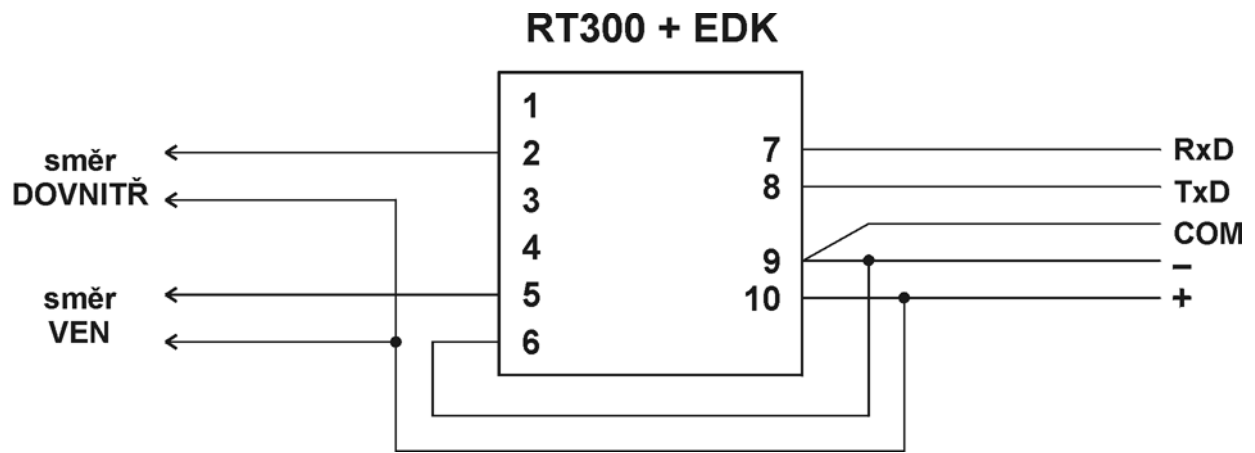 RT300 + EDK
směr
DOVNITŘ
směr
VEN
1
2
3
4
5
6
7
8
9
10
RxD
TxD
COM
–
+